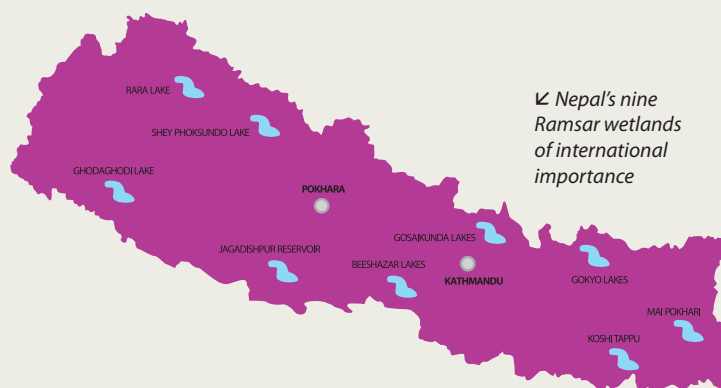 RARA LAKE
SHEY PHOKSUNDO LAKE
↙ Nepal's nine
Ramsar wetlands
of international
importance
GHODAGHODI LAKE
POKHARA
GOSAIKUNDA LAKES
JAGADISHPUR RESERVOIR
BEESHAZAR LAKES
KATHMANDU
GOKYO LAKES
MAI POKHARI
KOSHI TAPPU